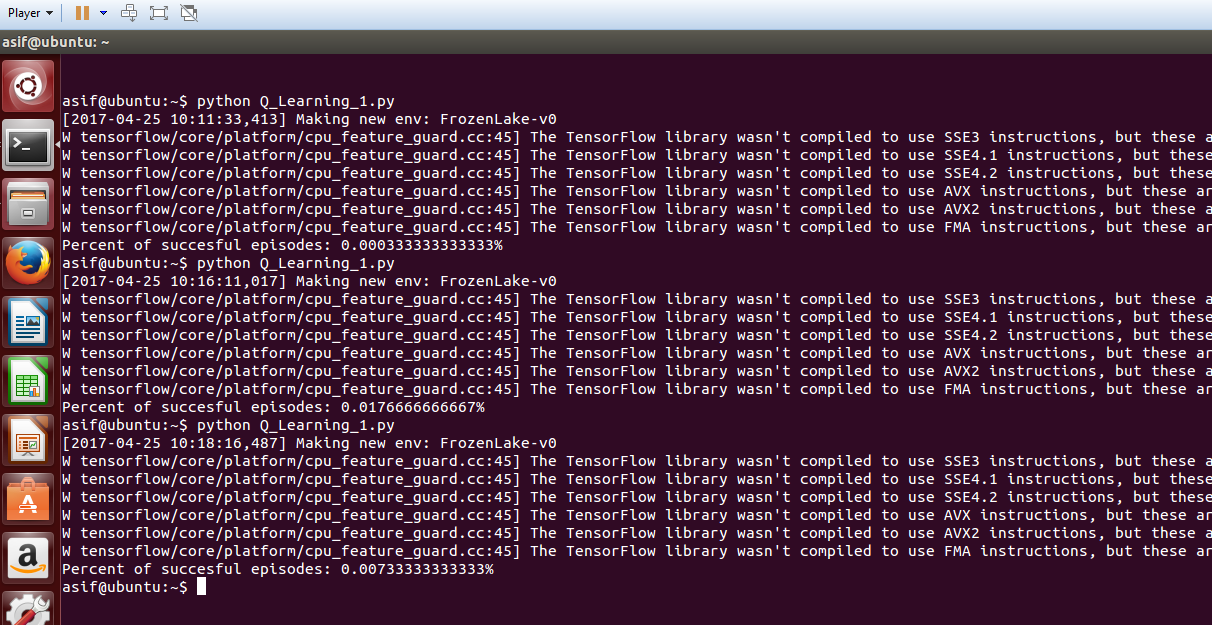 Player
asif@ubuntu: ~
asif@ubuntu:~$ python Q_Learning_1.py
[2017-04-25 10:11:33,413] Making new env: FrozenLake-v0
W tensorflow/core/platform/cpu_feature_guard.cc:45] The TensorFlow library wasn't compiled to use SSE3 instructions, but these a
W tensorflow/core/platform/cpu_feature_guard.cc:45] The TensorFlow library wasn't compiled to use SSE4.1 instructions, but these
W tensorflow/core/platform/cpu_feature_guard.cc:45] The TensorFlow library wasn't compiled to use SSE4.2 instructions, but these
W tensorflow/core/platform/cpu_feature_guard.cc:45] The TensorFlow library wasn't compiled to use AVX instructions, but these ar
W tensorflow/core/platform/cpu_feature_guard.cc:45] The TensorFlow library wasn't compiled to use AVX2 instructions, but these a
W tensorflow/core/platform/cpu_feature_guard.cc:45] The TensorFlow library wasn't compiled to use FMA instructions, but these ar
Percent of succesful episodes: 0.000333333333333%
asif@ubuntu:~$ python Q_Learning_1.py
[2017-04-25 10:16:11,017] Making new env: FrozenLake-v0
W tensorflow/core/platform/cpu_feature_guard.cc:45] The TensorFlow library wasn't compiled to use SSE3 instructions, but these a
W tensorflow/core/platform/cpu_feature_guard.cc:45] The TensorFlow library wasn't compiled to use SSE4.1 instructions, but these
W tensorflow/core/platform/cpu_feature_guard.cc:45] The TensorFlow library wasn't compiled to use SSE4.2 instructions, but these
W tensorflow/core/platform/cpu_feature_guard.cc:45] The TensorFlow library wasn't compiled to use AVX instructions, but these ar
W tensorflow/core/platform/cpu_feature_guard.cc:45] The TensorFlow library wasn't compiled to use AVX2 instructions, but these a
W tensorflow/core/platform/cpu_feature_guard.cc:45] The TensorFlow library wasn't compiled to use FMA instructions, but these ar
Percent of succesful episodes: 0.0176666666667%
asif@ubuntu:~$ python Q_Learning_1.py
[2017-04-25 10:18:16,487] Making new env: FrozenLake-v0
W tensorflow/core/platform/cpu_feature_guard.cc:45] The TensorFlow library wasn't compiled to use SSE3 instructions, but these a
W tensorflow/core/platform/cpu_feature_guard.cc:45] The TensorFlow library wasn't compiled to use SSE4.1 instructions, but these
W tensorflow/core/platform/cpu_feature_guard.cc:45] The TensorFlow library wasn't compiled to use SSE4.2 instructions, but these
W tensorflow/core/platform/cpu_feature_guard.cc:45] The TensorFlow library wasn't compiled to use AVX instructions, but these ar
W tensorflow/core/platform/cpu_feature_guard.cc:45] The TensorFlow library wasn't compiled to use AVX2 instructions, but these a
W tensorflow/core/platform/cpu_feature_guard.cc:45] The TensorFlow library wasn't compiled to use FMA instructions, but these ar
Percent of succesful episodes: 0.00733333333333%
asif@ubuntu:~$